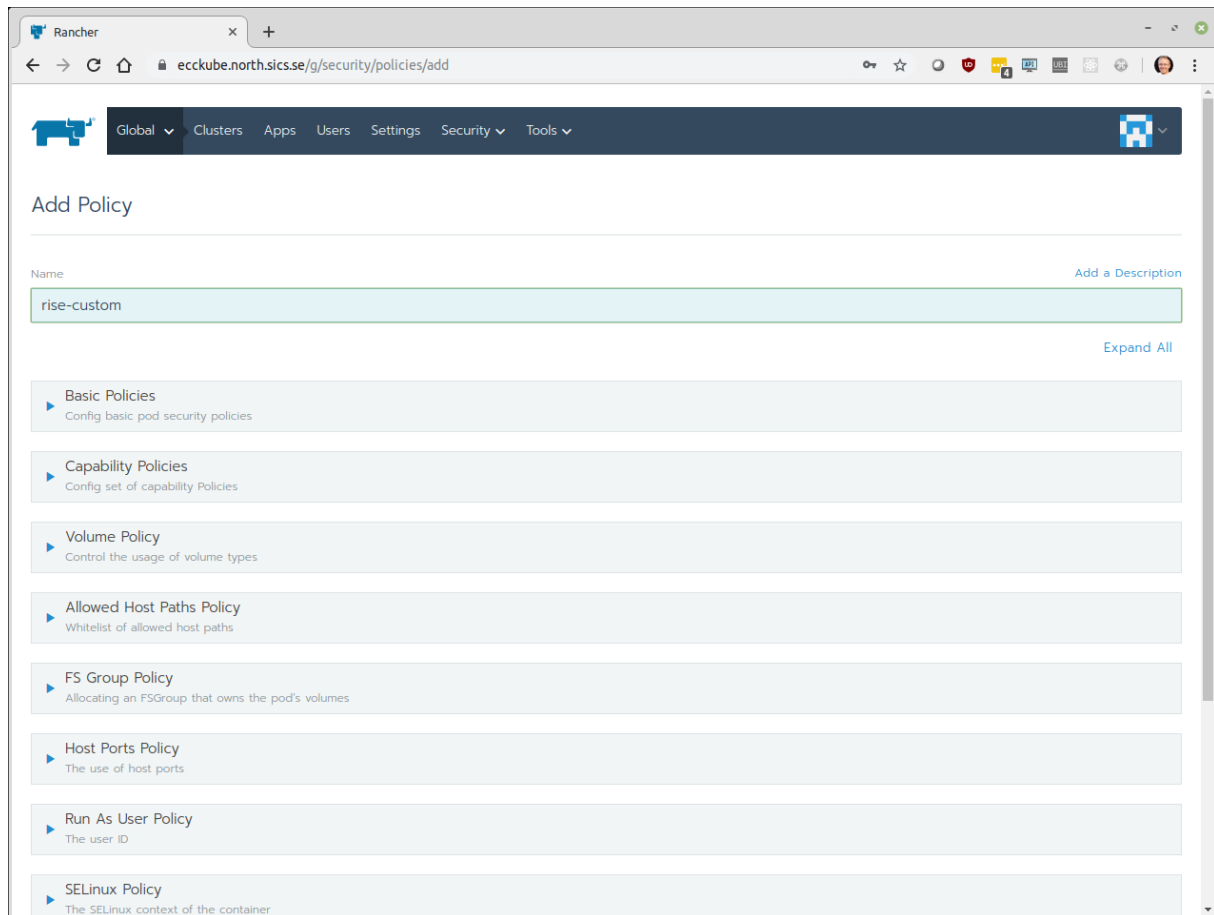 Rancher
ecckube.north.sics.se/g/security/policies/add
4
API
UBI
Global
Clusters
Apps
Users
Settings
Security
Tools
Add Policy
Name
Add a Description
rise-custom
Expand All
Basic Policies
Config basic pod security policies
Capability Policies
Config set of capability Policies
Volume Policy
Control the usage of volume types
Allowed Host Paths Policy
Whitelist of allowed host paths
FS Group Policy
Allocating an FSGroup that owns the pod's volumes
Host Ports Policy
The use of host ports
Run As User Policy
The user ID
SELinux Policy
The SELinux context of the container